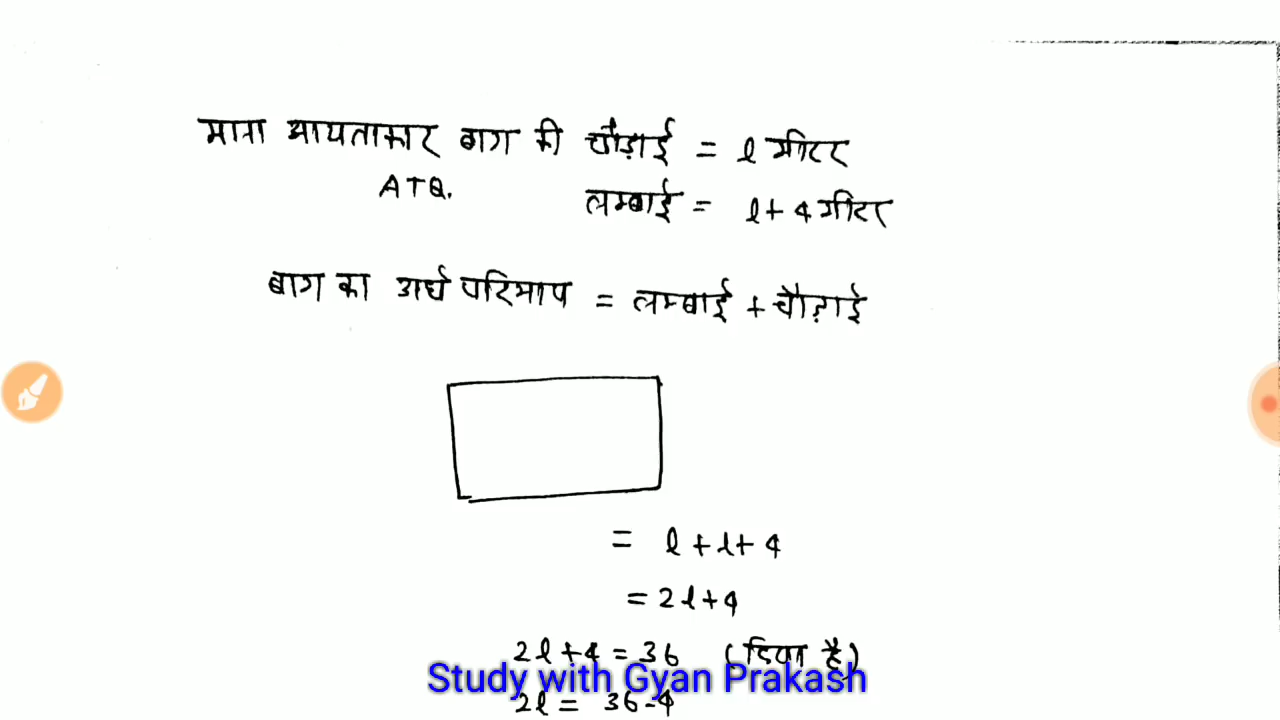 माना आयताकार बाग की चौड़ाई = l मीटर
ATQ. लम्बाई = l + 4 मीटर
बाग का अर्ध परिमाप = लम्बाई + चौड़ाई
= l + l + 4
= 2l + 4
2l + 4 = 36 (दिया है)
Study with Gyan Prakash
2l = 36 - 4